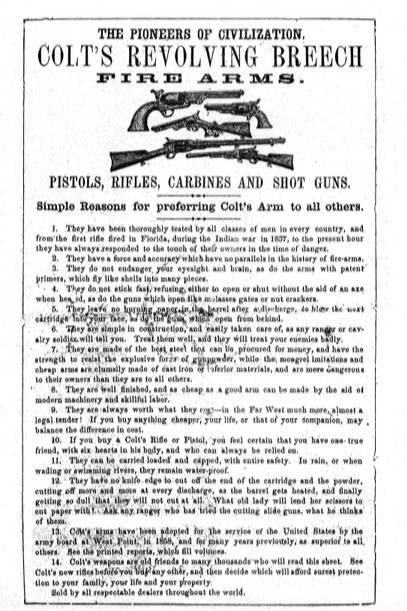 THE PIONEERS OF CIVILIZATION.
COLT'S REVOLVING BREECH
FIRE ARMS.
PISTOLS, RIFLES, CARBINES AND SHOT GUNS.
Simple Reasons for preferring Colt's Arm to all others.
1. They have been thoroughly tested by all classes of men in every country, and
from the first rifle fired in Florida, during the Indian war in 1837, to the present hour
they have always responded to the touch of their owners in the time of danger.
2. They have a force and accuracy which have no parallels in the history of fire-arms.
3. They do not endanger your eyesight and brain, as do the arms with patent
primers, which fly like shells into many pieces.
4. They do not stick fast, refusing either to open or shut without the aid of an axe
when heated, as do the guns which open like molasses gates or nut crackers.
5. They leave no burning paper in the barrel after a discharge, to blow the next
cartridge into your face, as do the guns which open from behind.
6. They are simple in construction, and easily taken care of, as any ranger or cav-
alry soldier will tell you. Treat them well, and they will treat your enemies badly.
7. They are made of the best steel that can be procured for money, and have the
strength to resist the explosive force of gunpowder, while the mongrel imitations and
cheap arms are clumsily made of cast iron or inferior materials, and are more dangerous
to their owners than they are to all others.
8. They are well finished, and as cheap as a good arm can be made by the aid of
modern machinery and skillful labor.
9. They are always worth what they cost—in the Far West much more, almost a
legal tender! If you buy anything cheaper, your life, or that of your companion, may
balance the difference in cost.
10. If you buy a Colt's Rifle or Pistol, you feel certain that you have one true
friend, with six hearts in his body, and who can always be relied on.
11. They can be carried loaded and capped, with entire safety. In rain, or when
wading or swimming rivers, they remain water-proof.
12. They have no knife edge to cut off the end of the cartridge and the powder,
cutting off more and more at every discharge, as the barrel gets heated, and finally
getting so dull that they will not cut at all. What old lady will lend her scissors to
cut paper with! Ask any ranger who has tried the cutting slide guns, what he thinks
of them.
13. Colt's arms have been adopted for the service of the United States by the
army board at West Point, in 1858, and for many years previously, as superior to all
others. See the printed reports, which fill volumes.
14. Colt's weapons are old friends to many thousands who will read this sheet. See
Colt's new rifles before you buy any other, and then decide which will afford surest protec-
tion to your family, your life and your property.
Sold by all respectable dealers throughout the world.